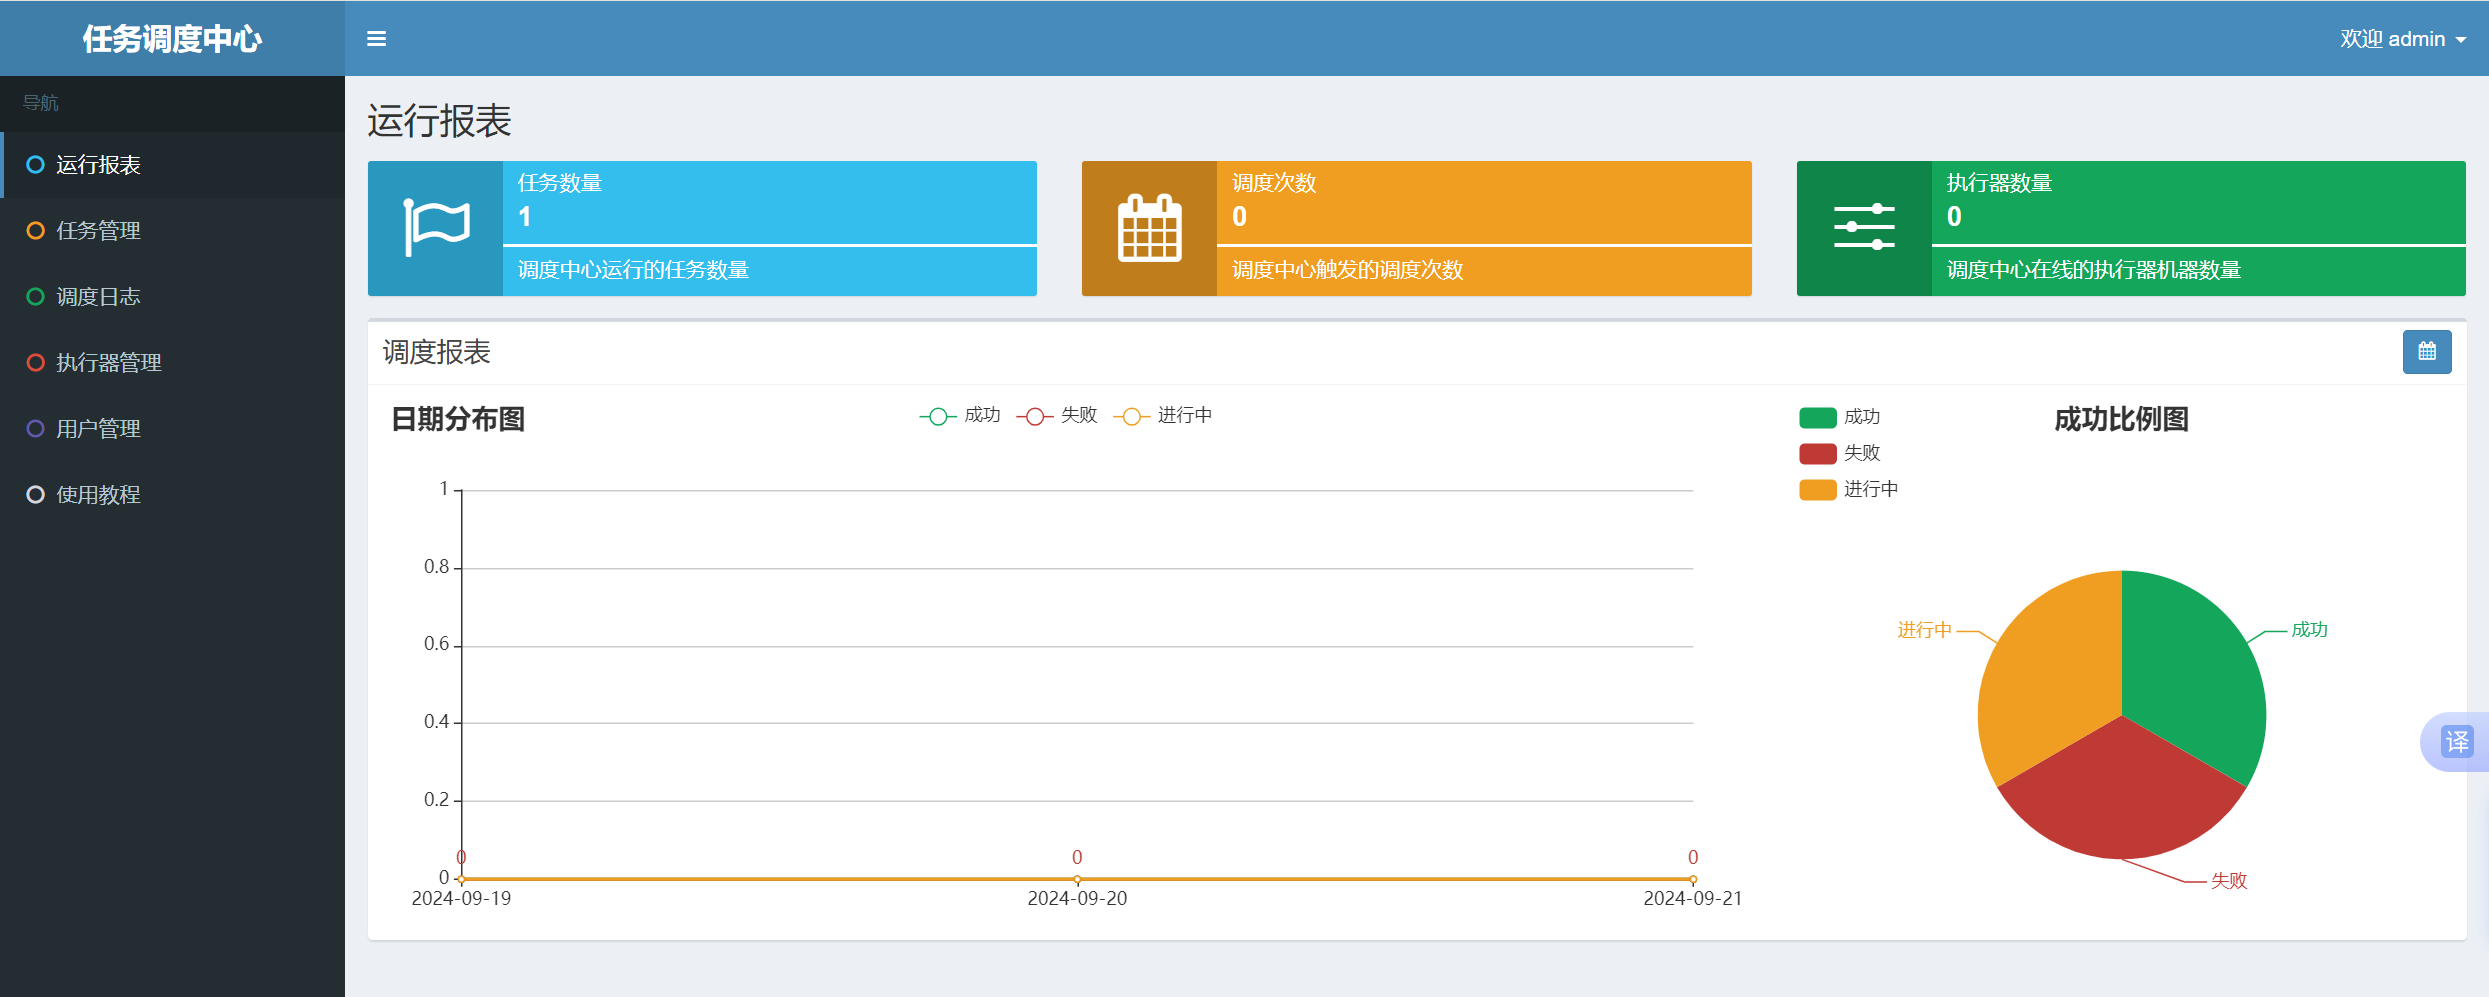 任务调度中心
欢迎 admin
导航
运行报表
任务管理
调度日志
执行器管理
用户管理
使用教程
运行报表
任务数量
1
调度中心运行的任务数量
调度次数
0
调度中心触发的调度次数
执行器数量
0
调度中心在线的执行器机器数量
调度报表
日期分布图
成功 失败 进行中
1
0.8
0.6
0.4
0.2
0
0 0 0
2024-09-19 2024-09-20 2024-09-21
成功
失败
进行中
成功比例图
进行中
成功
失败
译